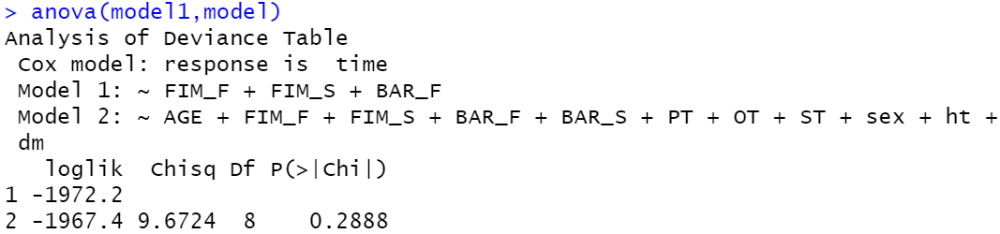 > anova(model1,model)
Analysis of Deviance Table
 Cox model: response is  time
 Model 1: ~ FIM_F + FIM_S + BAR_F
 Model 2: ~ AGE + FIM_F + FIM_S + BAR_F + BAR_S + PT + OT + ST + sex + ht +
 dm
   loglik  Chisq Df P(>|Chi|)
1 -1972.2
2 -1967.4 9.6724  8    0.2888